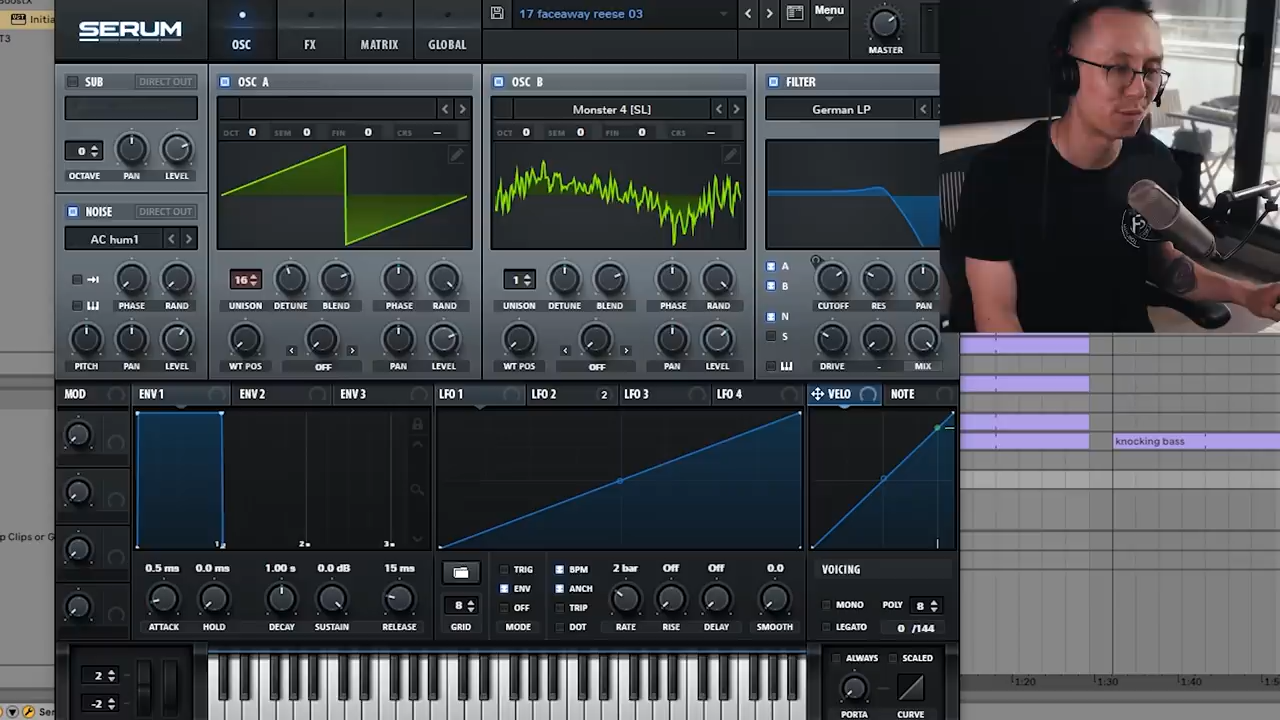 Initia
T3
SERUM
OSC
FX
MATRIX
GLOBAL
17 faceaway reese 03
Menu
MASTER
SUB
DIRECT OUT
0
OCTAVE
PAN
LEVEL
NOISE
DIRECT OUT
AC hum1
PHASE
RAND
PITCH
PAN
LEVEL
OSC A
OCT 0 SEM 0 FIN 0 CRS –
16
UNISON
DETUNE
BLEND
PHASE
RAND
WT POS
OFF
PAN
LEVEL
OSC B
Monster 4 [SL]
OCT 0 SEM 0 FIN 0 CRS –
1
UNISON
DETUNE
BLEND
PHASE
RAND
WT POS
OFF
PAN
LEVEL
FILTER
German LP
A
B
N
S
CUTOFF
RES
PAN
DRIVE
-
MIX
MOD
ENV 1
ENV 2
ENV 3
LFO 1
LFO 2
2
LFO 3
LFO 4
VELO
NOTE
knocking bass
p Clips or G
0.5 ms
0.0 ms
1.00 s
0.0 dB
15 ms
ATTACK
HOLD
DECAY
SUSTAIN
RELEASE
8
GRID
TRIG
ENV
OFF
MODE
BPM
ANCH
TRIP
DOT
2 bar
Off
Off
0.0
RATE
RISE
DELAY
SMOOTH
VOICING
MONO
POLY
8
LEGATO
0 /144
2
-2
ALWAYS
SCALED
PORTA
CURVE
1:20
1:30
1:40
Ser